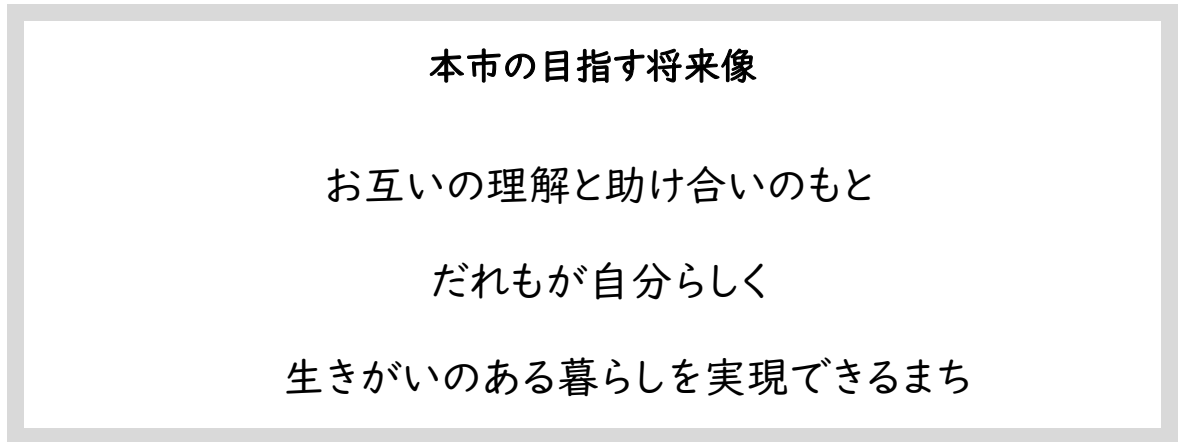 本市の目指す将来像
お互いの理解と助け合いのもと
だれもが自分らしく
生きがいのある暮らしを実現できるまち